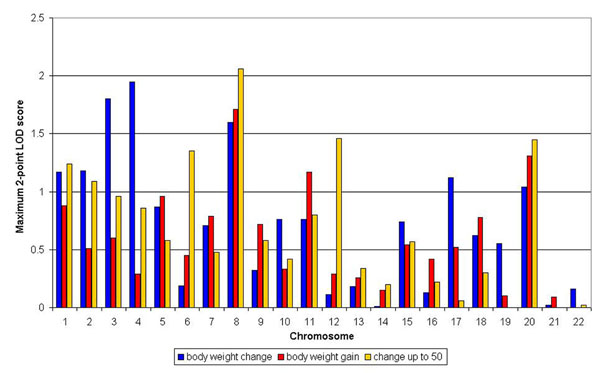 2.5
2
1.5
1
0.5
0
Maximum 2-point LOD score
1 2 3 4 5 6 7 8 9 10 11 12 13 14 15 16 17 18 19 20 21 22
Chromosome
body weight change body weight gain change up to 50